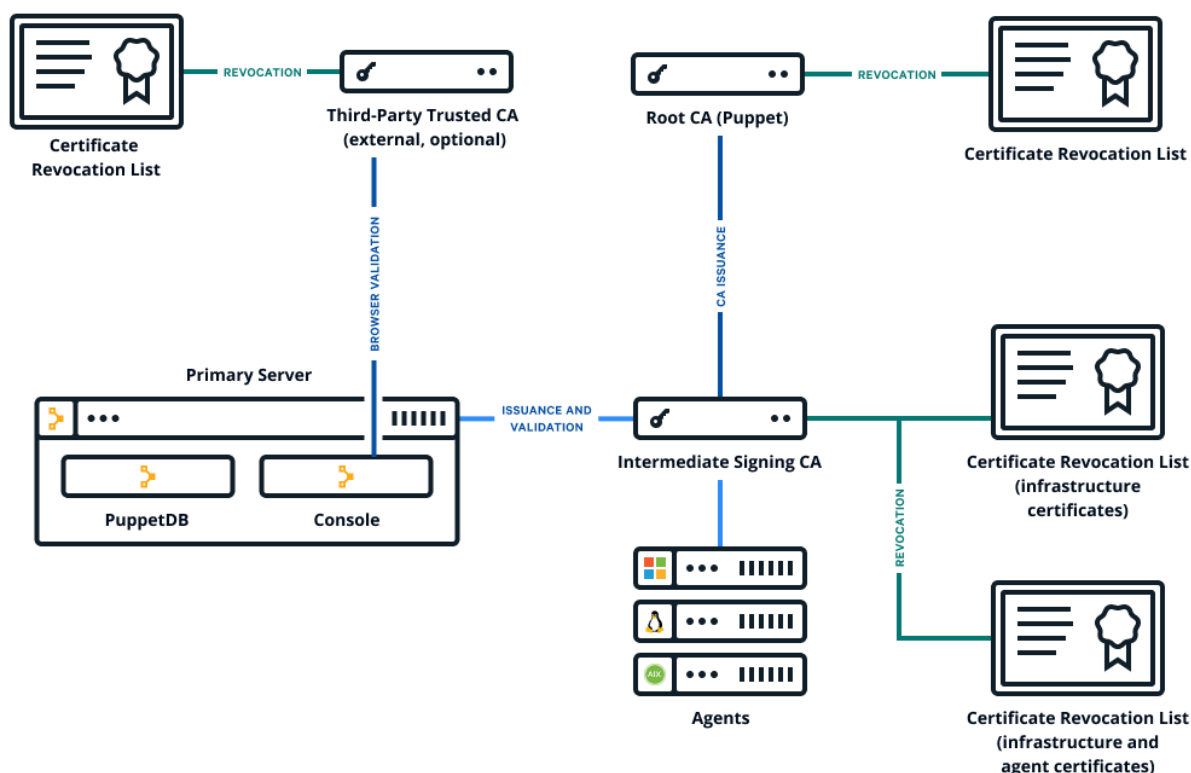 REVOCATION
Certificate
Revocation List
Third-Party Trusted CA
(external, optional)
Root CA (Puppet)
REVOCATION
Certificate Revocation List
BROWSER VALIDATION
CA ISSUANCE
Primary Server
PuppetDB
Console
ISSUANCE AND
VALIDATION
Intermediate Signing CA
Certificate Revocation List
(infrastructure
certificates)
REVOCATION
AIX
Agents
Certificate Revocation List
(infrastructure and
agent certificates)